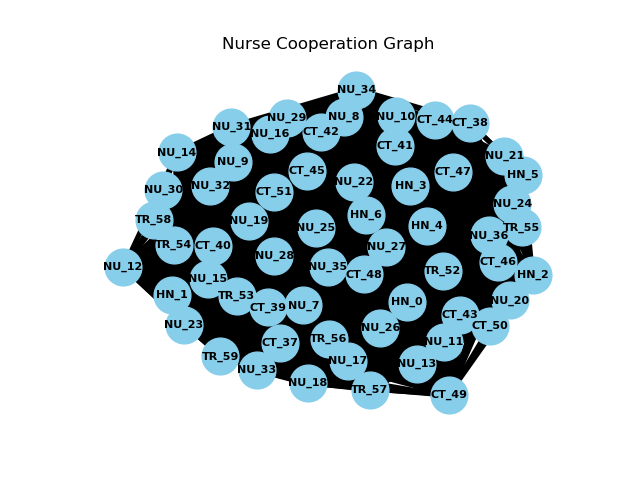 Nurse Cooperation Graph
NU_34
NU_29
NU_8
NU_10
CT_44
CT_38
NU_31
NU_16
CT_42
CT_41
NU_14
NU_9
NU_21
CT_45
CT_47
HN_5
NU_30
NU_32
CT_51
NU_22
HN_3
NU_24
TR_58
NU_19
NU_25
HN_6
HN_4
TR_55
TR_54
CT_40
NU_27
NU_36
NU_12
NU_28
NU_35
CT_48
TR_52
CT_46
HN_2
NU_15
HN_1
TR_53
CT_39
NU_7
HN_0
NU_20
NU_23
CT_43
CT_50
NU_26
CT_37
TR_56
NU_11
TR_59
NU_33
NU_17
NU_13
NU_18
TR_57
CT_49